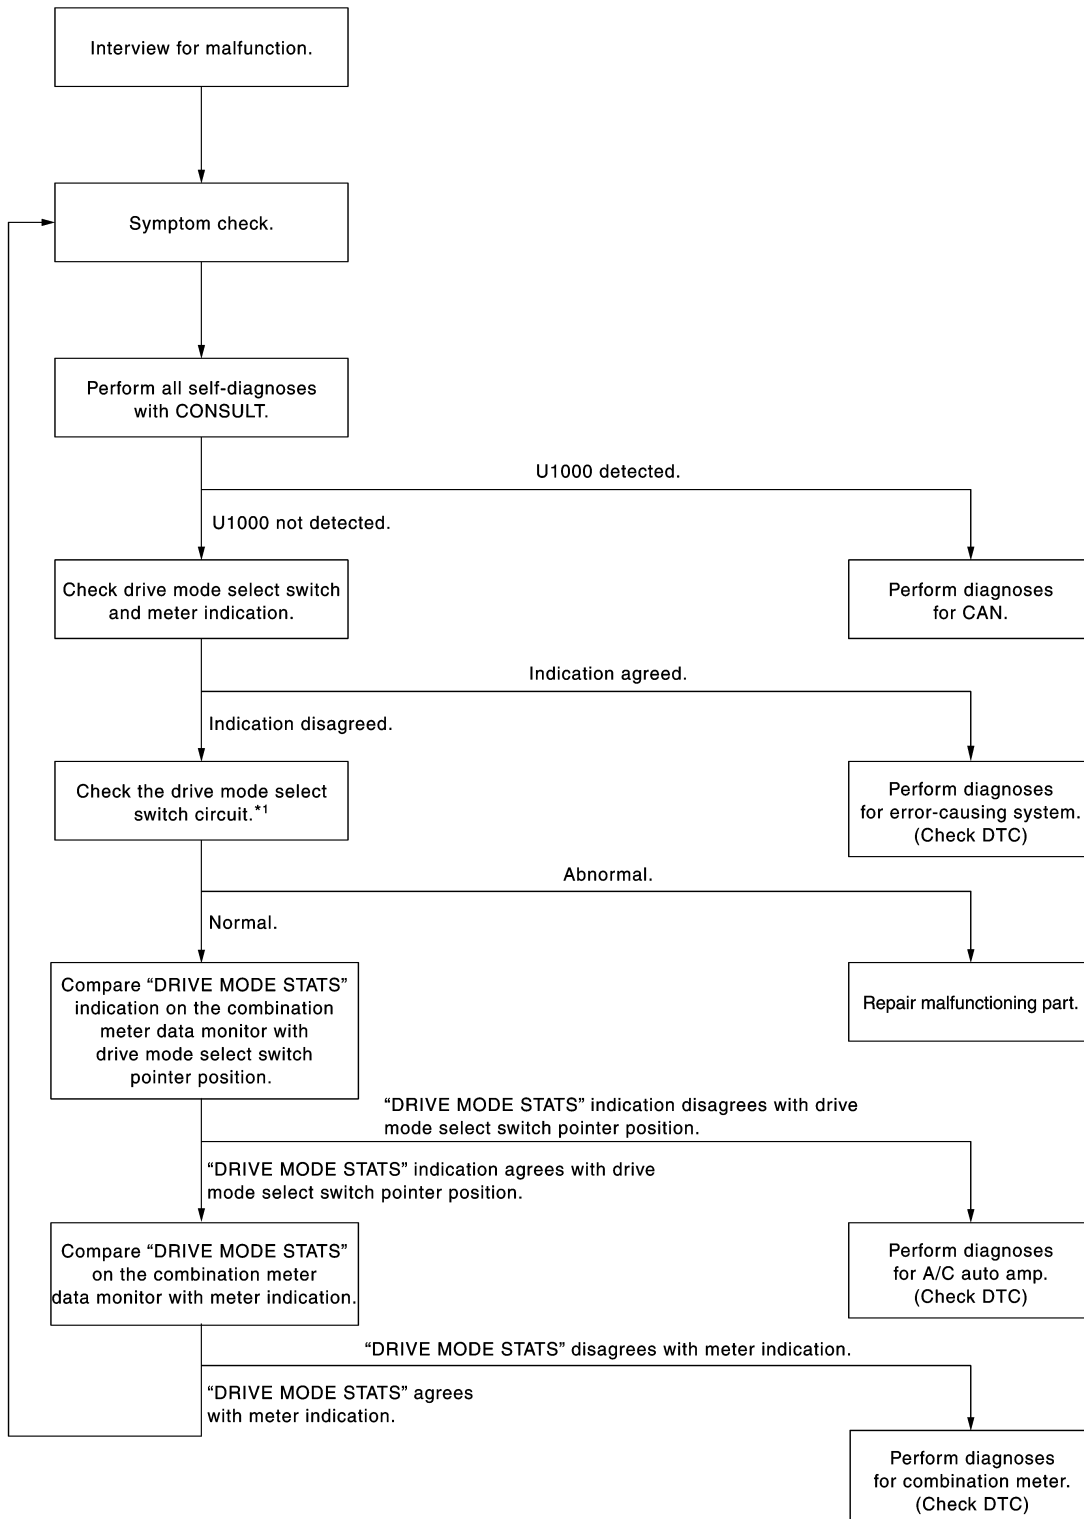 Interview for malfunction.
Symptom check.
Perform all self-diagnoses
with CONSULT.
U1000 detected.
U1000 not detected.
Check drive mode select switch
and meter indication.
Perform diagnoses
for CAN.
Indication agreed.
Indication disagreed.
Check the drive mode select
switch circuit.*1
Perform diagnoses
for error-causing system.
(Check DTC)
Abnormal.
Normal.
Compare “DRIVE MODE STATS”
indication on the combination
meter data monitor with
drive mode select switch
pointer position.
Repair malfunctioning part.
“DRIVE MODE STATS” indication disagrees with drive
mode select switch pointer position.
“DRIVE MODE STATS” indication agrees with drive
mode select switch pointer position.
Compare “DRIVE MODE STATS”
on the combination meter
data monitor with meter indication.
Perform diagnoses
for A/C auto amp.
(Check DTC)
“DRIVE MODE STATS” disagrees with meter indication.
“DRIVE MODE STATS” agrees
with meter indication.
Perform diagnoses
for combination meter.
(Check DTC)